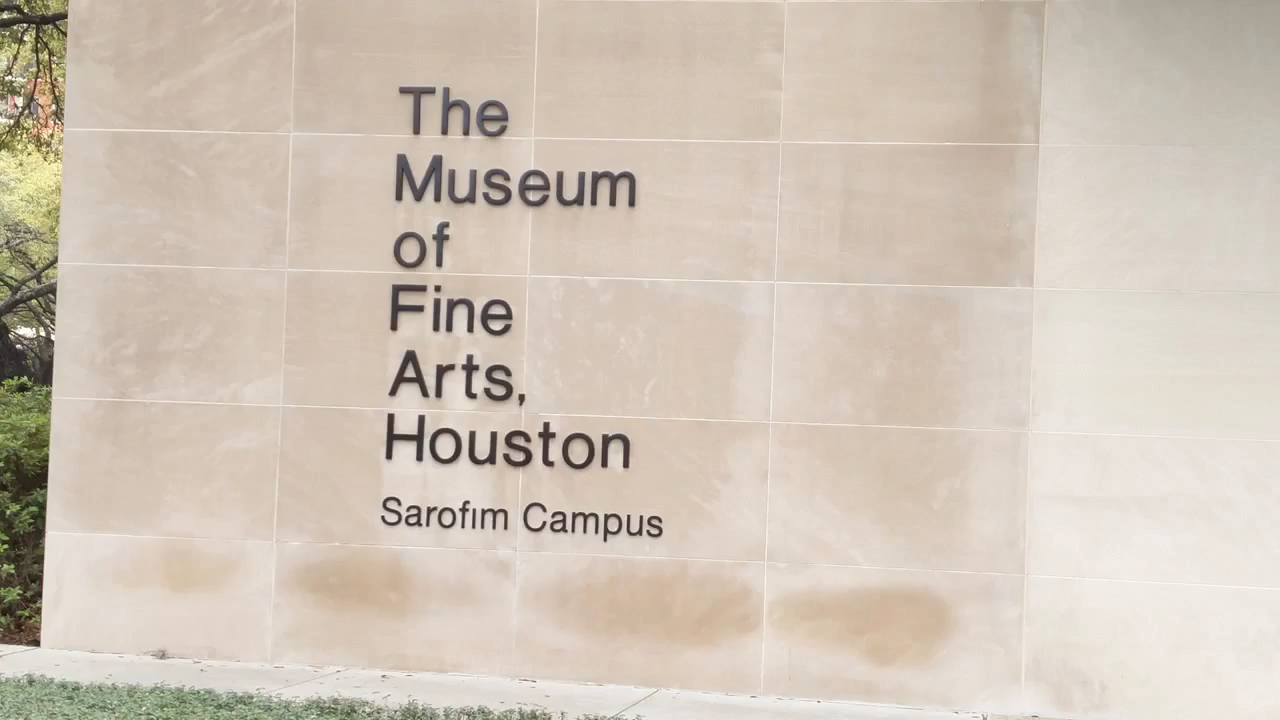 The
Museum
of
Fine
Arts,
Houston
Sarofim Campus